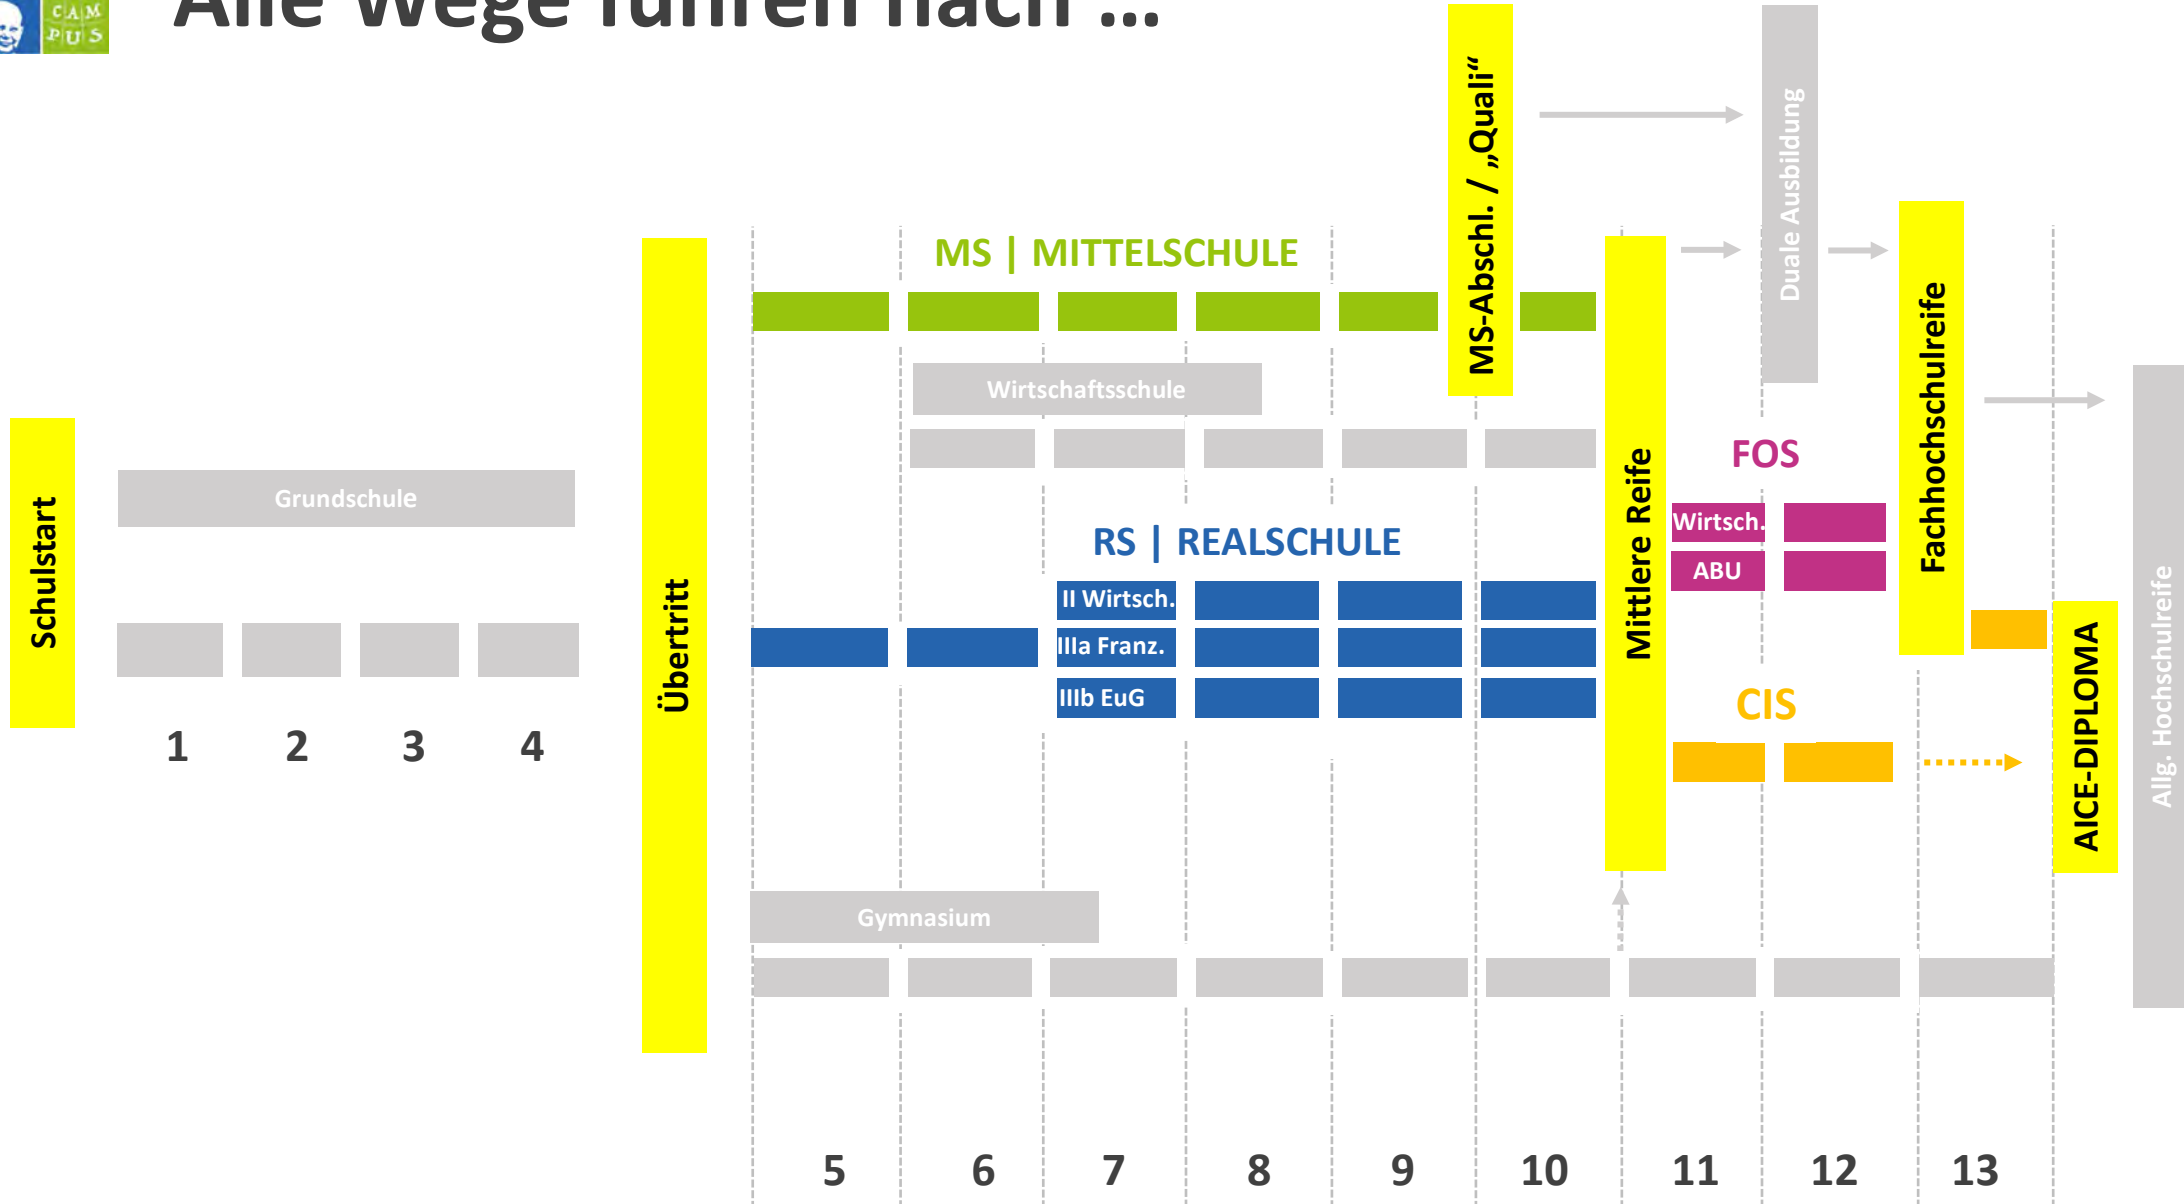 CAM
PUS
Alle Wege führen nach ...
MS-Abschl. / „Quali“
Duale Ausbildung
MS | MITTELSCHULE
Wirtschaftsschule
Fachhochschulreife
Schulstart
Grundschule
Übertritt
RS | REALSCHULE
Mittlere Reife
FOS
Wirtsch.
ABU
II Wirtsch.
IIIa Franz.
IIIb EuG
CIS
AICE-DIPLOMA
Allg. Hochschulreife
1 2 3 4
Gymnasium
5 6 7 8 9 10 11 12 13